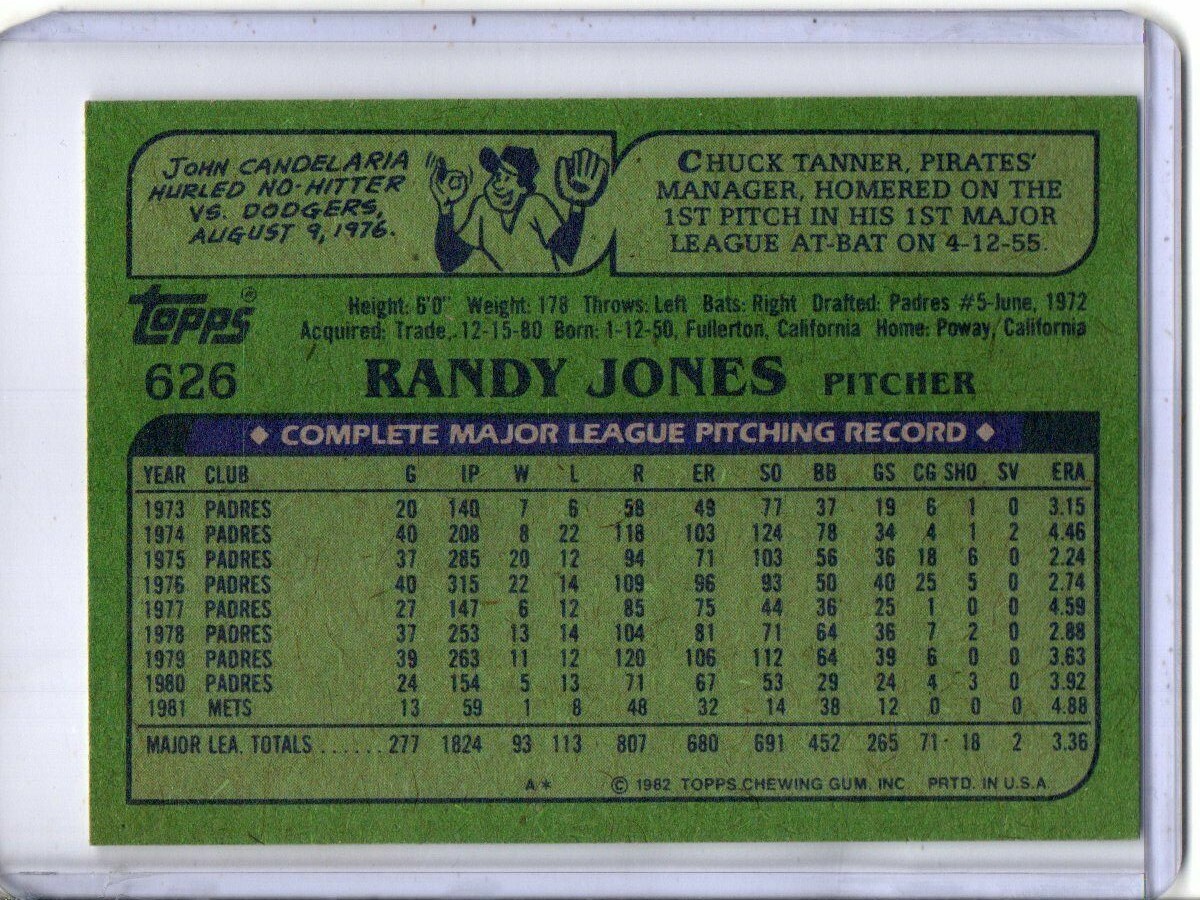 JOHN CANDELARIA
HURLED NO-HITTER
VS. DODGERS,
AUGUST 9, 1976.
CHUCK TANNER, PIRATES'
MANAGER, HOMERED ON THE
1ST PITCH IN HIS 1ST MAJOR
LEAGUE AT-BAT ON 4-12-55.
TOPPS®
Height: 6'0" Weight: 178 Throws: Left Bats: Right Drafted: Padres #5-June, 1972
Acquired: Trade, 12-15-80 Born: 1-12-50, Fullerton, California Home: Poway, California
626 RANDY JONES PITCHER
◆ COMPLETE MAJOR LEAGUE PITCHING RECORD ◆
YEAR CLUB G IP W L R ER SO BB GS CG SHO SV ERA
1973 PADRES 20 140 7 6 58 49 77 37 19 6 1 0 3.15
1974 PADRES 40 208 8 22 118 103 124 78 34 4 1 2 4.46
1975 PADRES 37 285 20 12 94 71 103 56 36 18 6 0 2.24
1976 PADRES 40 315 22 14 109 96 93 50 40 25 5 0 2.74
1977 PADRES 27 147 6 12 85 75 44 36 25 1 0 0 4.59
1978 PADRES 37 253 13 14 104 81 71 64 36 7 2 0 2.88
1979 PADRES 39 263 11 12 120 106 112 64 39 6 0 0 3.63
1980 PADRES 24 154 5 13 71 67 53 29 24 4 3 0 3.92
1981 METS 13 59 1 8 48 32 14 38 12 0 0 0 4.88
MAJOR LEA. TOTALS ...... 277 1824 93 113 807 680 691 452 265 71 18 2 3.36
A* © 1982 TOPPS CHEWING GUM, INC PRTD. IN U.S.A.